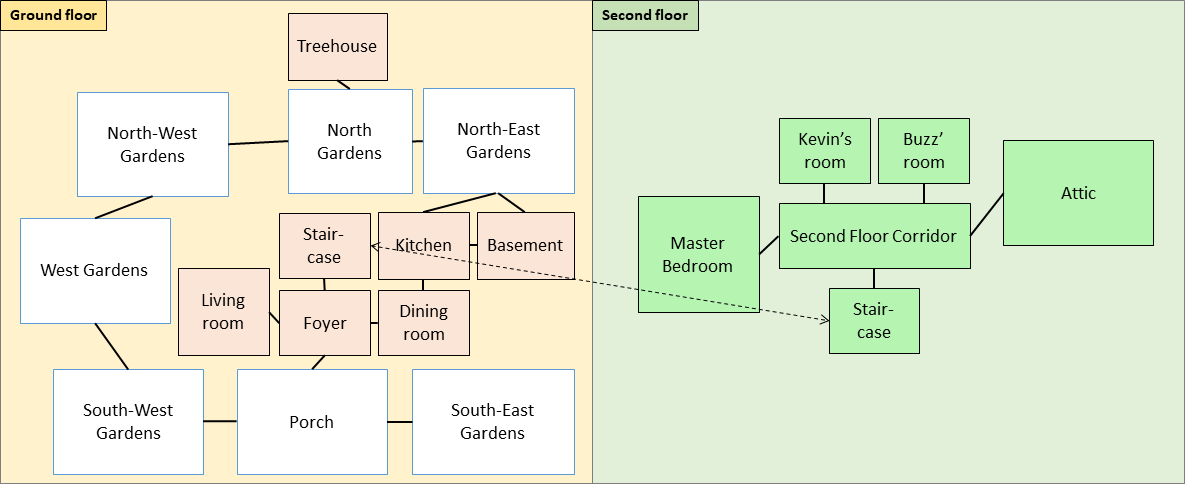 Ground floor
Second floor
Treehouse
North-West
Gardens
North
Gardens
North-East
Gardens
Stair-
case
Kitchen
Basement
West Gardens
Living
room
Foyer
Dining
room
South-West
Gardens
Porch
South-East
Gardens
Kevin’s
room
Buzz’
room
Attic
Master
Bedroom
Second Floor Corridor
Stair-
case